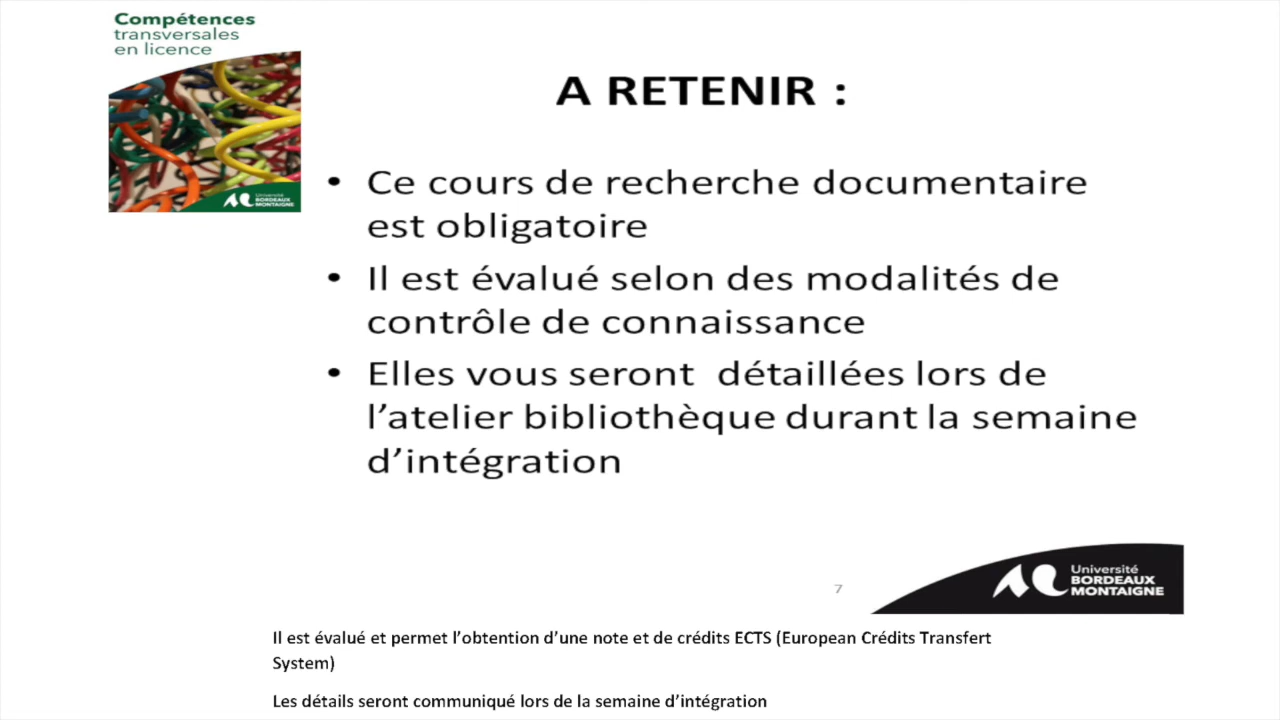 Compétences
transversales
en licence
Université
BORDEAUX
MONTAIGNE
A RETENIR :
• Ce cours de recherche documentaire
est obligatoire
• Il est évalué selon des modalités de
contrôle de connaissance
• Elles vous seront détaillées lors de
l’atelier bibliothèque durant la semaine
d’intégration
7
Université
BORDEAUX
MONTAIGNE
Il est évalué et permet l’obtention d’une note et de crédits ECTS (European Crédits Transfert
System)
Les détails seront communiqué lors de la semaine d’intégration